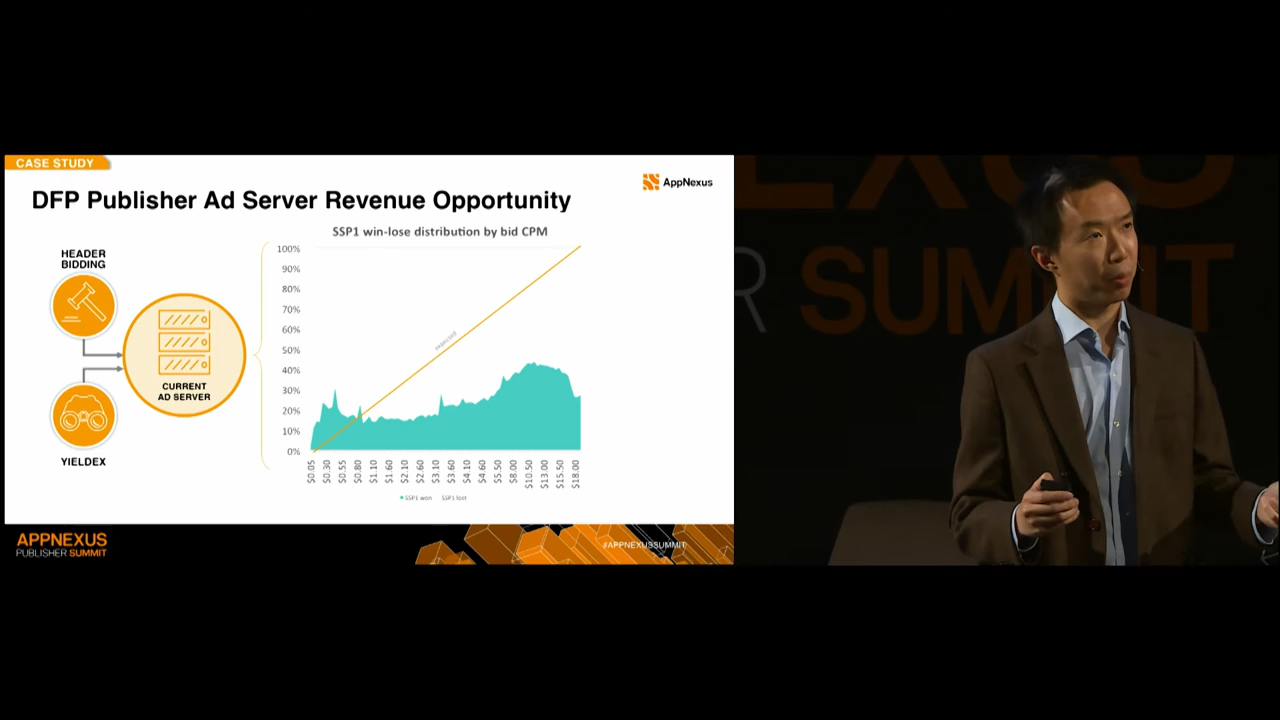 CASE STUDY
AppNexus
DFP Publisher Ad Server Revenue Opportunity
SSP1 win-lose distribution by bid CPM
HEADER
BIDDING
CURRENT
AD SERVER
YIELDEX
100%
90%
80%
70%
60%
50%
40%
30%
20%
10%
0%
expected
$0.05
$0.30
$0.55
$0.80
$1.10
$1.60
$2.10
$2.60
$3.10
$3.60
$4.10
$4.60
$5.50
$8.00
$10.50
$13.00
$15.50
$18.00
SSP1 won
SSP1 lost
APPNEXUS
PUBLISHER SUMMIT
#APPNEXUSSUMMIT
EXUS
R SUMMIT